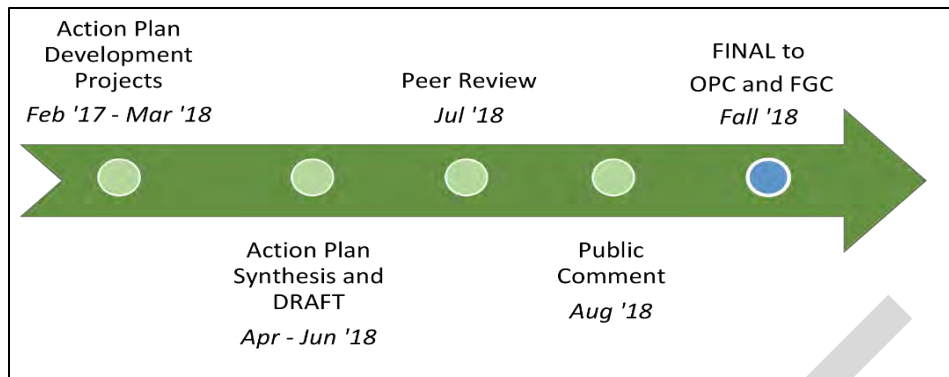 Action Plan
Development
Projects
Feb '17 - Mar '18
Action Plan
Synthesis and
DRAFT
Apr - Jun '18
Peer Review
Jul '18
Public
Comment
Aug '18
FINAL to
OPC and FGC
Fall '18